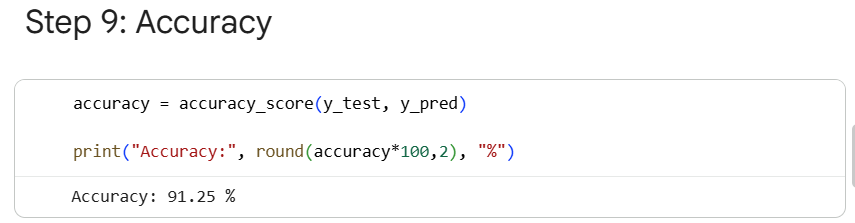 Step 9: Accuracy
accuracy = accuracy_score(y_test, y_pred)
print("Accuracy:", round(accuracy*100,2), "%")
Accuracy: 91.25 %